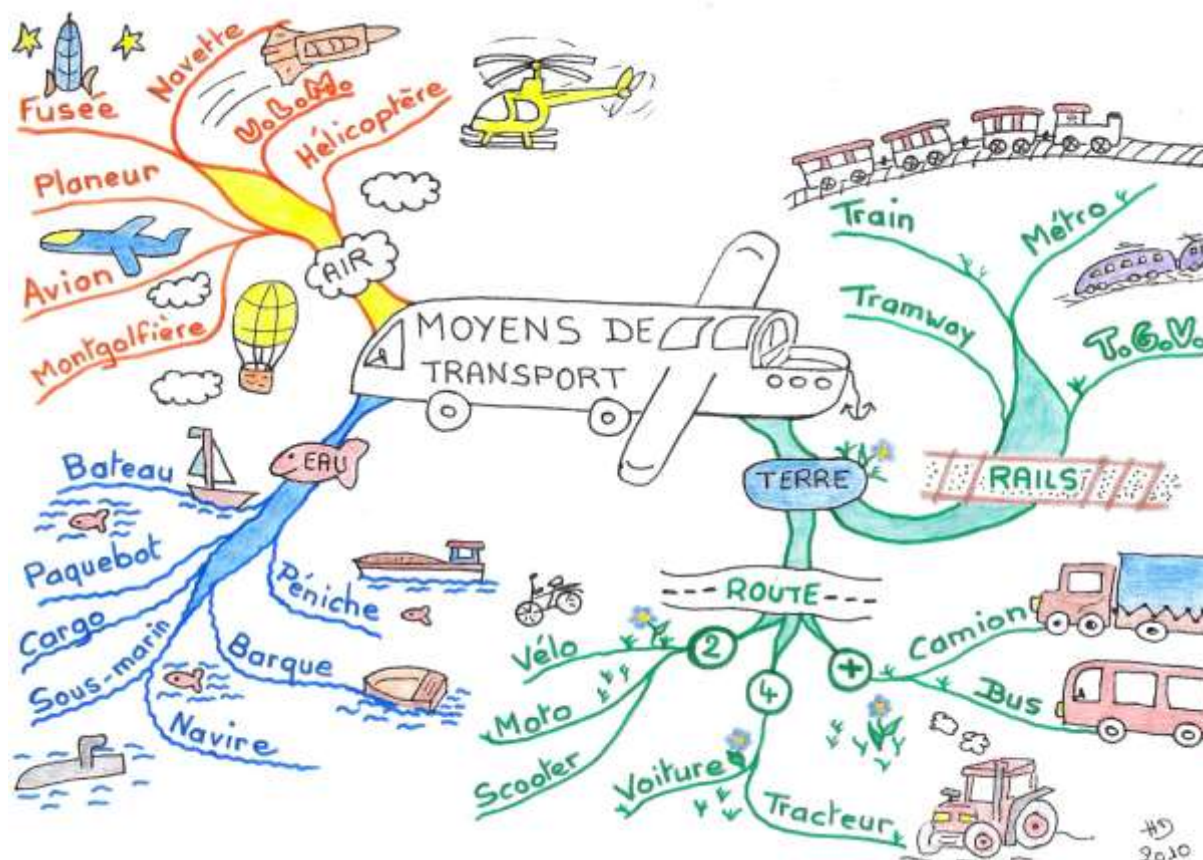 MOYENS DE
TRANSPORT
AIR
Fusée
Navette
U.L.M.
Hélicoptère
Planeur
Avion
Montgolfière
EAU
Bateau
Paquebot
Cargo
Sous-marin
Navire
Barque
Péniche
TERRE
RAILS
Train
Tramway
Métro
T.G.V.
ROUTE
2
Vélo
Moto
Scooter
4
Voiture
Tracteur
+
Camion
Bus
HD
2010